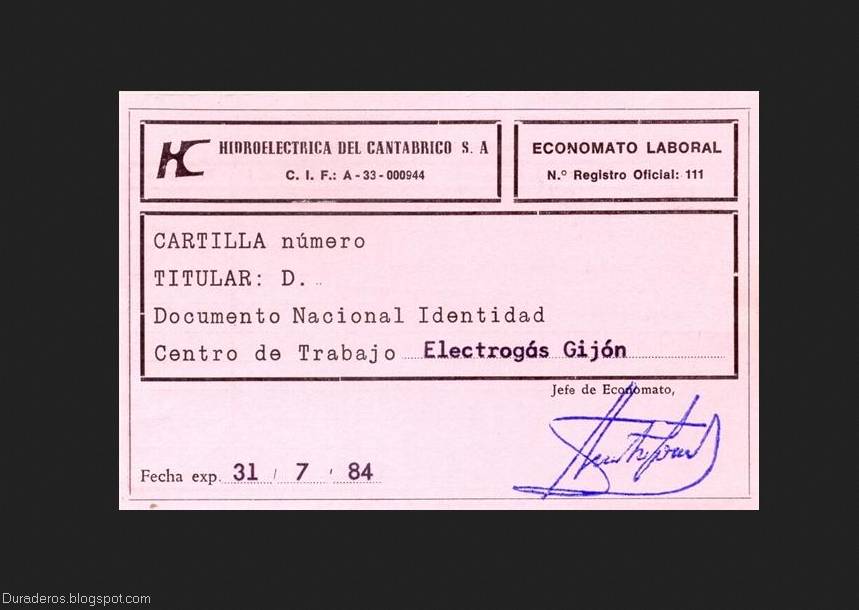 HC HIDROELECTRICA DEL CANTABRICO S. A
C. I. F.: A - 33 - 000944
ECONOMATO LABORAL
N.º Registro Oficial: 111
CARTILLA número
TITULAR: D.
Documento Nacional Identidad
Centro de Trabajo Electrogás Gijón
Jefe de Economato,
Fecha exp. 31 / 7 / 84
Duraderos.blogspot.com